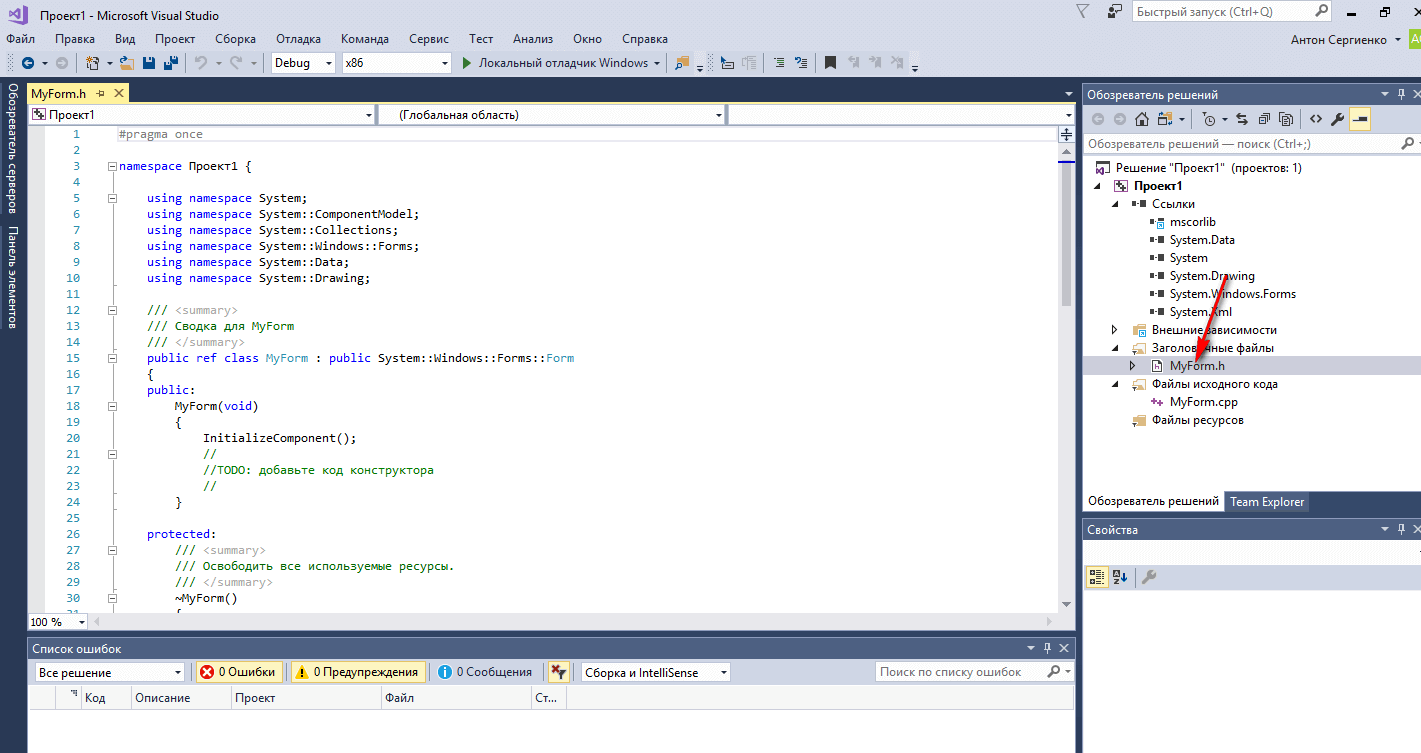 Проект1 - Microsoft Visual Studio
Быстрый запуск (Ctrl+Q)
Файл Правка Вид Проект Сборка Отладка Команда Сервис Тест Анализ Окно Справка
Антон Сергиенко
Debug x86 Локальный отладчик Windows
Обозреватель серверов
Панель элементов
MyForm.h
Проект1 (Глобальная область)
1 #pragma once
2
3 namespace Проект1 {
4
5 using namespace System;
6 using namespace System::ComponentModel;
7 using namespace System::Collections;
8 using namespace System::Windows::Forms;
9 using namespace System::Data;
10 using namespace System::Drawing;
11
12 /// <summary>
13 /// Сводка для MyForm
14 /// </summary>
15 public ref class MyForm : public System::Windows::Forms::Form
16 {
17 public:
18 MyForm(void)
19 {
20 InitializeComponent();
21 //
22 //TODO: добавьте код конструктора
23 //
24 }
25
26 protected:
27 /// <summary>
28 /// Освободить все используемые ресурсы.
29 /// </summary>
30 ~MyForm()
31 {
100 %
Список ошибок
Все решение 0 Ошибки 0 Предупреждения 0 Сообщения Сборка и IntelliSense Поиск по списку ошибок
Код Описание Проект Файл Ст...
Обозреватель решений
Обозреватель решений — поиск (Ctrl+;)
Решение "Проект1" (проектов: 1)
Проект1
Ссылки
mscorlib
System.Data
System
System.Drawing
System.Windows.Forms
System.Xml
Внешние зависимости
Заголовочные файлы
MyForm.h
Файлы исходного кода
MyForm.cpp
Файлы ресурсов
Обозреватель решений Team Explorer
Свойства